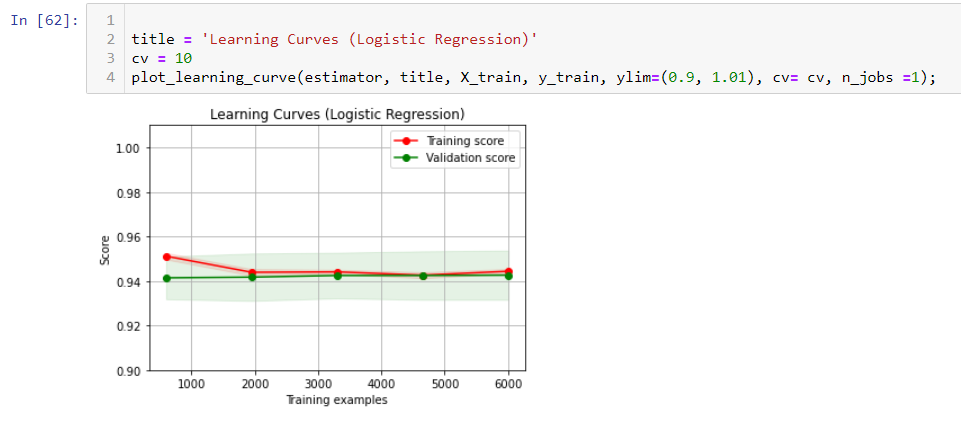 In [62]:
1
2 title = 'Learning Curves (Logistic Regression)'
3 cv = 10
4 plot_learning_curve(estimator, title, X_train, y_train, ylim=(0.9, 1.01), cv= cv, n_jobs =1);
Learning Curves (Logistic Regression)
Training score
Validation score
1.00
0.98
0.96
0.94
0.92
0.90
Score
1000 2000 3000 4000 5000 6000
Training examples